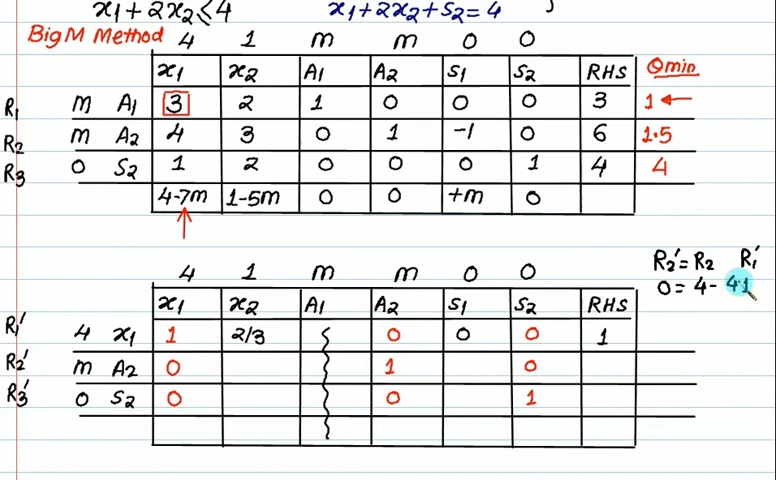 x1+2x2≤4 x1+2x2+S2=4
Big M Method 4 1 m m 0 0
x1 x2 A1 A2 S1 S2 RHS θmin
R1 m A1 3 2 1 0 0 0 3 1 ←
R2 m A2 4 3 0 1 -1 0 6 1.5
R3 0 S2 1 2 0 0 0 1 4 4
4-7m 1-5m 0 0 +m 0
R2'=R2 R1'
4 1 m m 0 0 0=4-4.1
x1 x2 A1 A2 S1 S2 RHS
R1' 4 x1 1 2/3 0 0 0 1
R2' m A2 0 1 0
R3' 0 S2 0 0 1